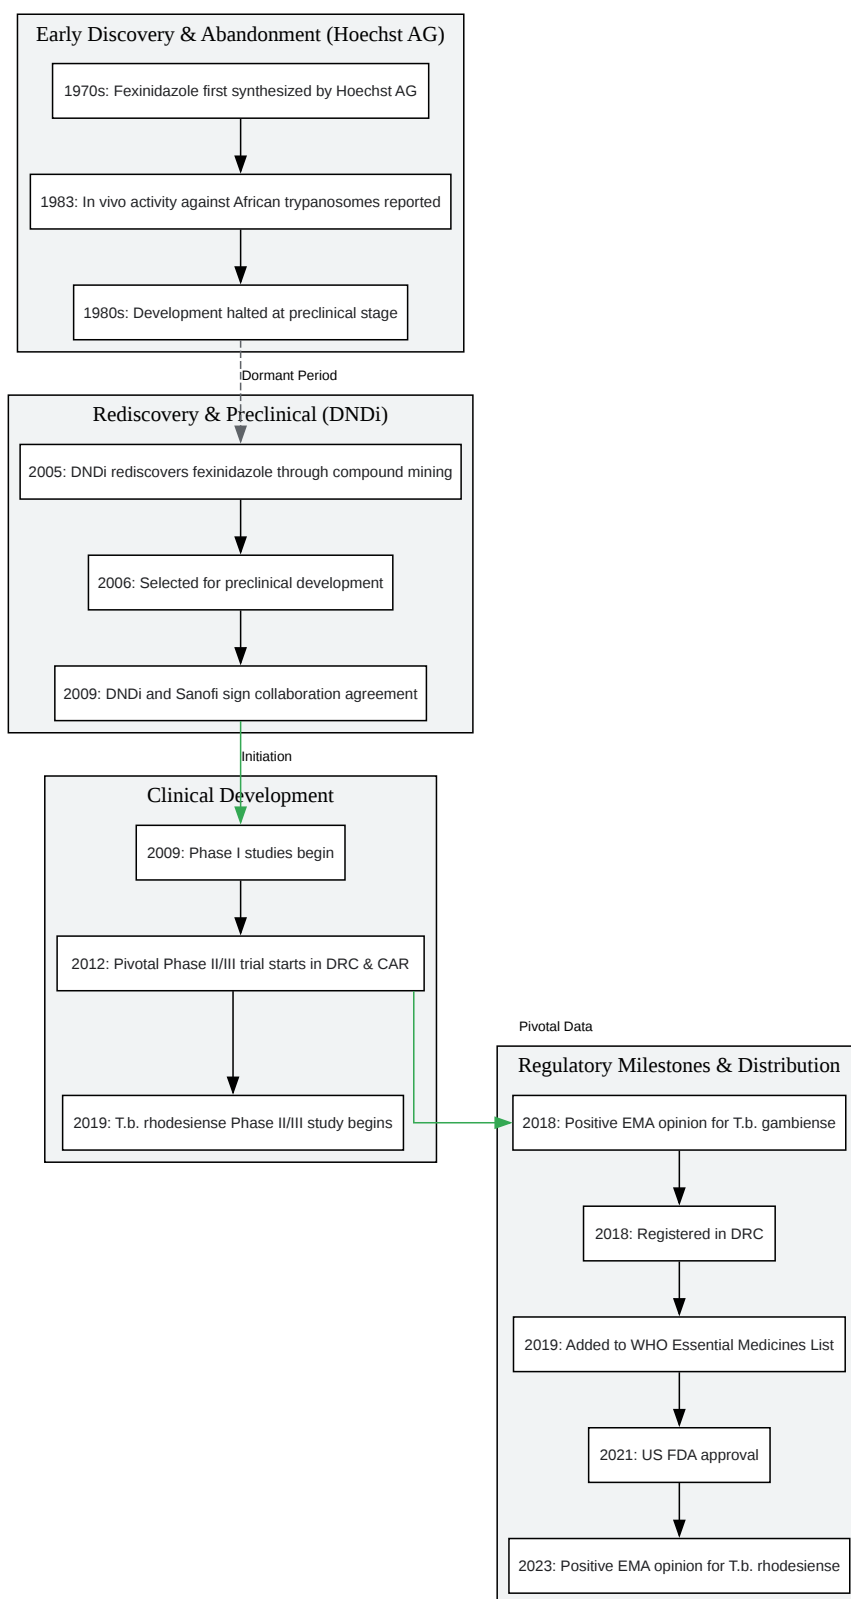 Early Discovery & Abandonment (Hoechst AG)
1970s: Fexinidazole first synthesized by Hoechst AG
1983: In vivo activity against African trypanosomes reported
1980s: Development halted at preclinical stage
Dormant Period
Rediscovery & Preclinical (DNDi)
2005: DNDi rediscovers fexinidazole through compound mining
2006: Selected for preclinical development
2009: DNDi and Sanofi sign collaboration agreement
Initiation
Clinical Development
2009: Phase I studies begin
2012: Pivotal Phase II/III trial starts in DRC & CAR
2019: T.b. rhodesiense Phase II/III study begins
Pivotal Data
Regulatory Milestones & Distribution
2018: Positive EMA opinion for T.b. gambiense
2018: Registered in DRC
2019: Added to WHO Essential Medicines List
2021: US FDA approval
2023: Positive EMA opinion for T.b. rhodesiense